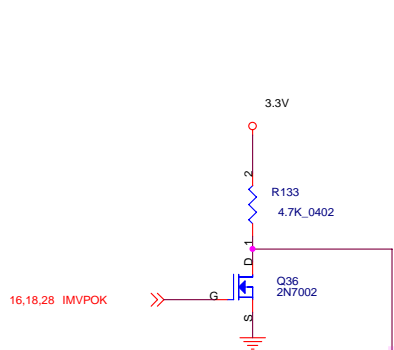 3.3V
2
R133
4.7K_0402
1
D
Q36
2N7002
16,18,28 IMVPOK
G
S